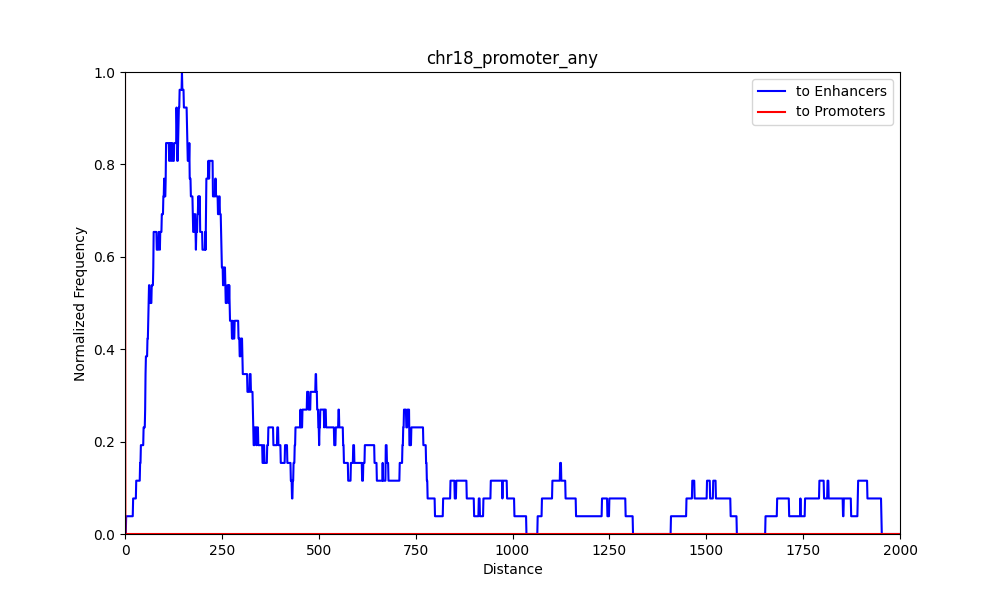 chr18_promoter_any
to Enhancers
to Promoters
Normalized Frequency
1.0
0.8
0.6
0.4
0.2
0.0
0 250 500 750 1000 1250 1500 1750 2000
Distance